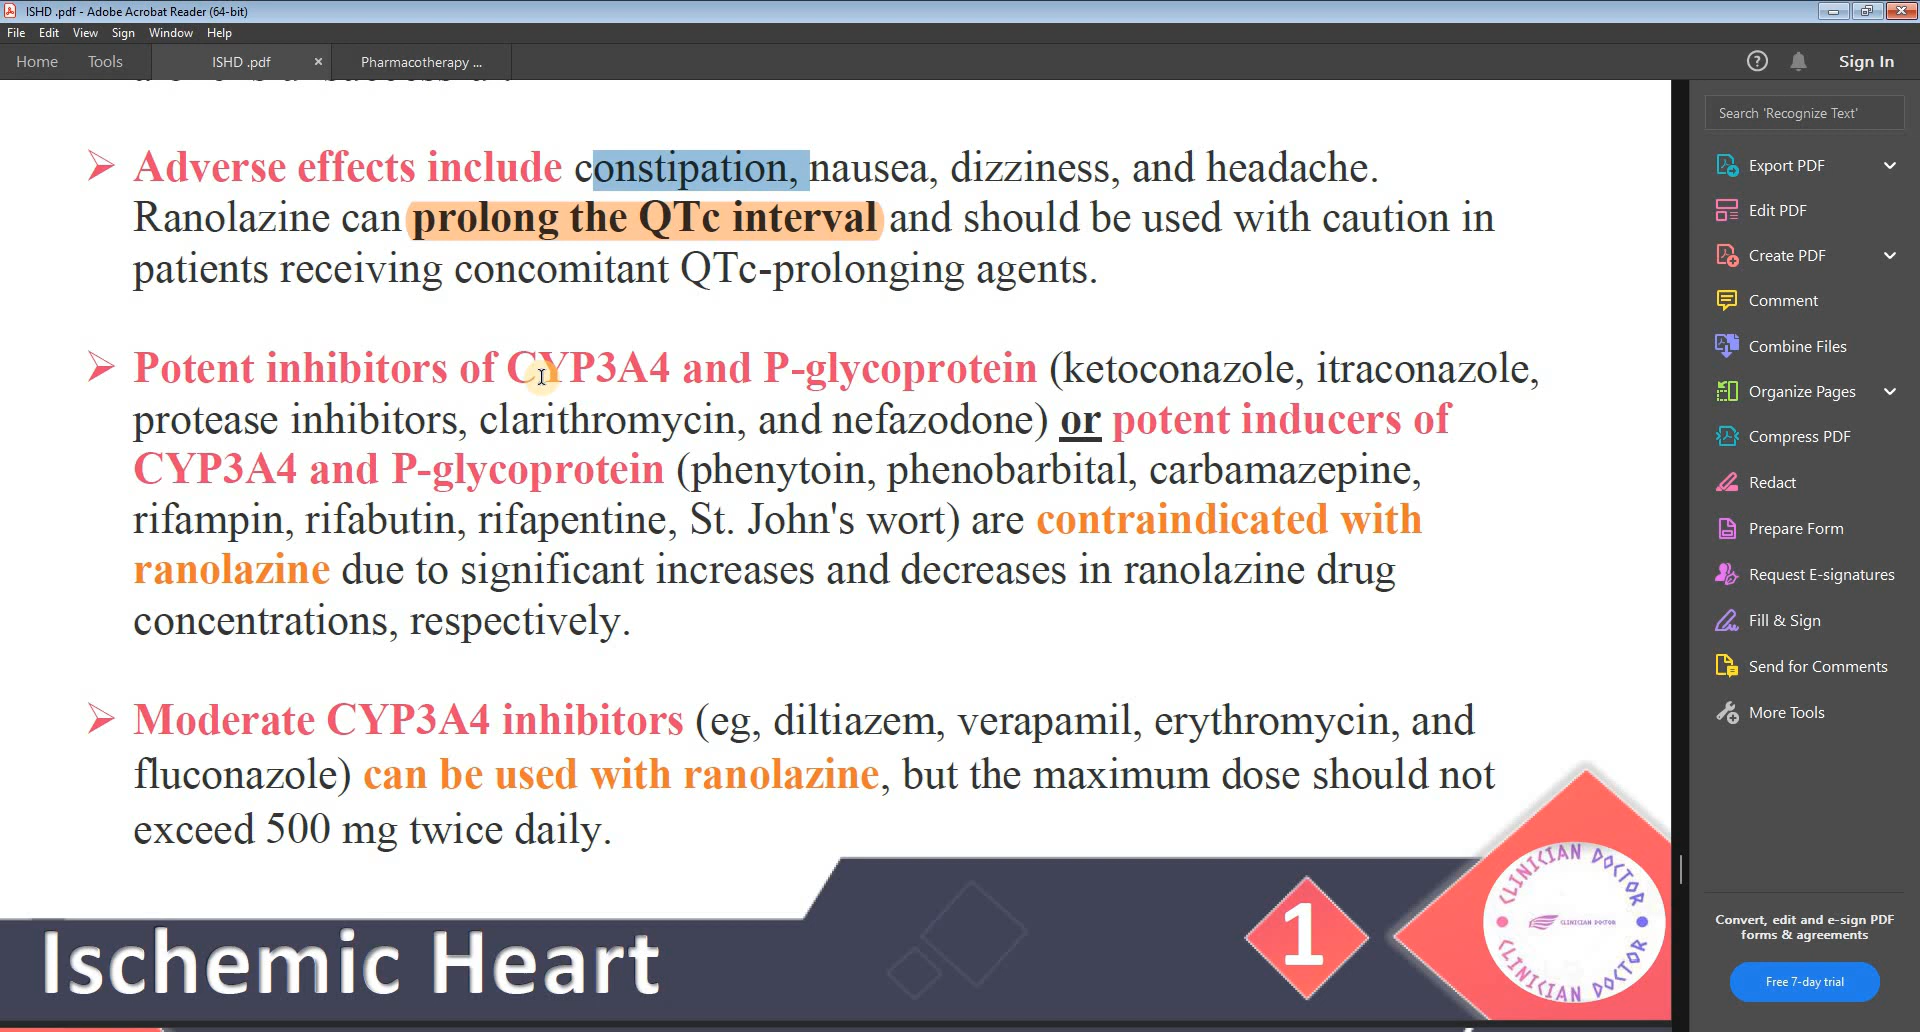 ISHD .pdf - Adobe Acrobat Reader (64-bit)
File Edit View Sign Window Help
Home Tools ISHD .pdf × Pharmacotherapy ... Sign In
Search 'Recognize Text'
➢ Adverse effects include constipation, nausea, dizziness, and headache.
Ranolazine can prolong the QTc interval and should be used with caution in
patients receiving concomitant QTc-prolonging agents.
➢ Potent inhibitors of CYP3A4 and P-glycoprotein (ketoconazole, itraconazole,
protease inhibitors, clarithromycin, and nefazodone) or potent inducers of
CYP3A4 and P-glycoprotein (phenytoin, phenobarbital, carbamazepine,
rifampin, rifabutin, rifapentine, St. John's wort) are contraindicated with
ranolazine due to significant increases and decreases in ranolazine drug
concentrations, respectively.
➢ Moderate CYP3A4 inhibitors (eg, diltiazem, verapamil, erythromycin, and
fluconazole) can be used with ranolazine, but the maximum dose should not
exceed 500 mg twice daily.
Ischemic Heart
1
CLINICIAN DOCTOR
CLINICIAN DOCTOR
CLINICIAN DOCTOR
Export PDF
Edit PDF
Create PDF
Comment
Combine Files
Organize Pages
Compress PDF
Redact
Prepare Form
Request E-signatures
Fill & Sign
Send for Comments
More Tools
Convert, edit and e-sign PDF
forms & agreements
Free 7-day trial